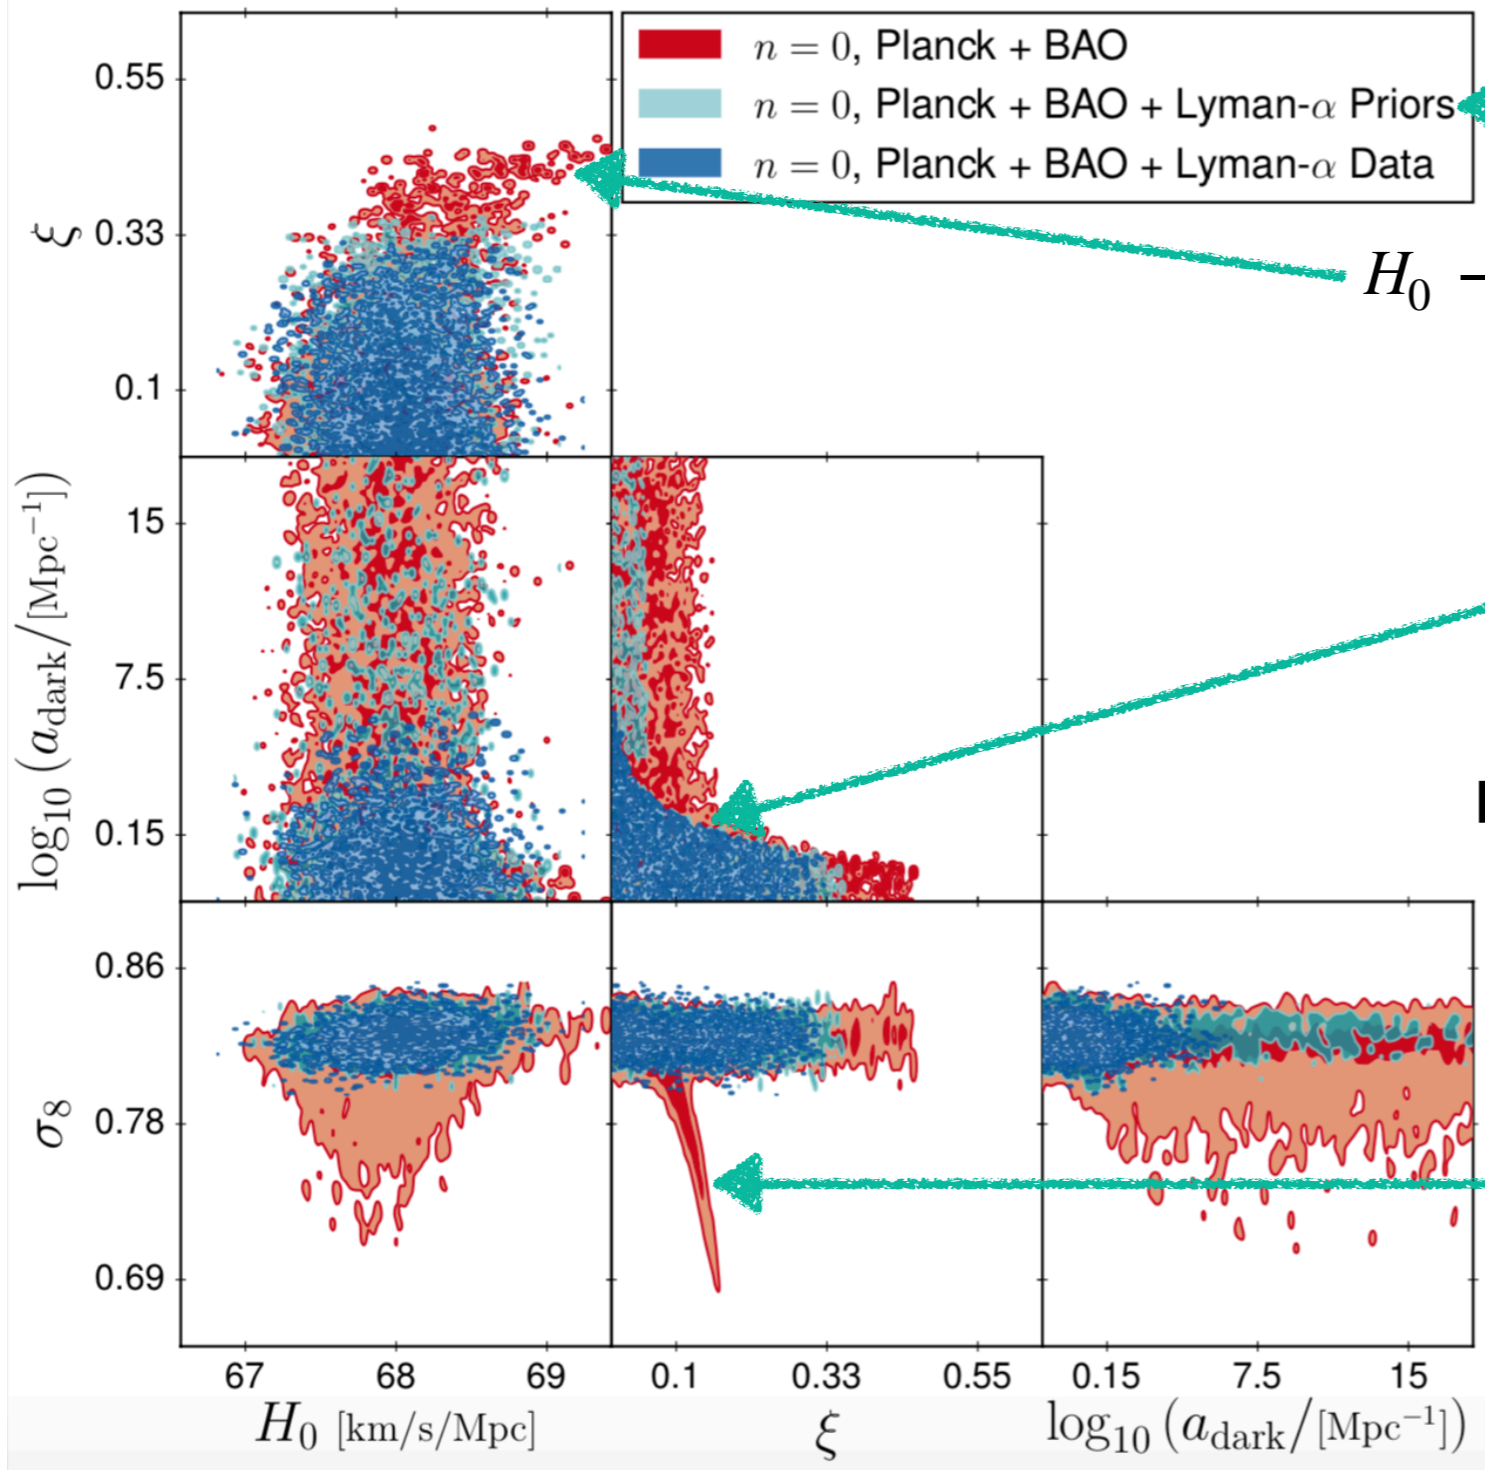 n = 0, Planck + BAO
n = 0, Planck + BAO + Lyman-α Priors
n = 0, Planck + BAO + Lyman-α Data
0.55
ξ 0.33
0.1
H₀ –
log₁₀ (a_dark/[Mpc⁻¹])
15
7.5
0.15
σ₈
0.86
0.78
0.69
67 68 69 0.1 0.33 0.55 0.15 7.5 15
H₀ [km/s/Mpc] ξ log₁₀ (a_dark/[Mpc⁻¹])